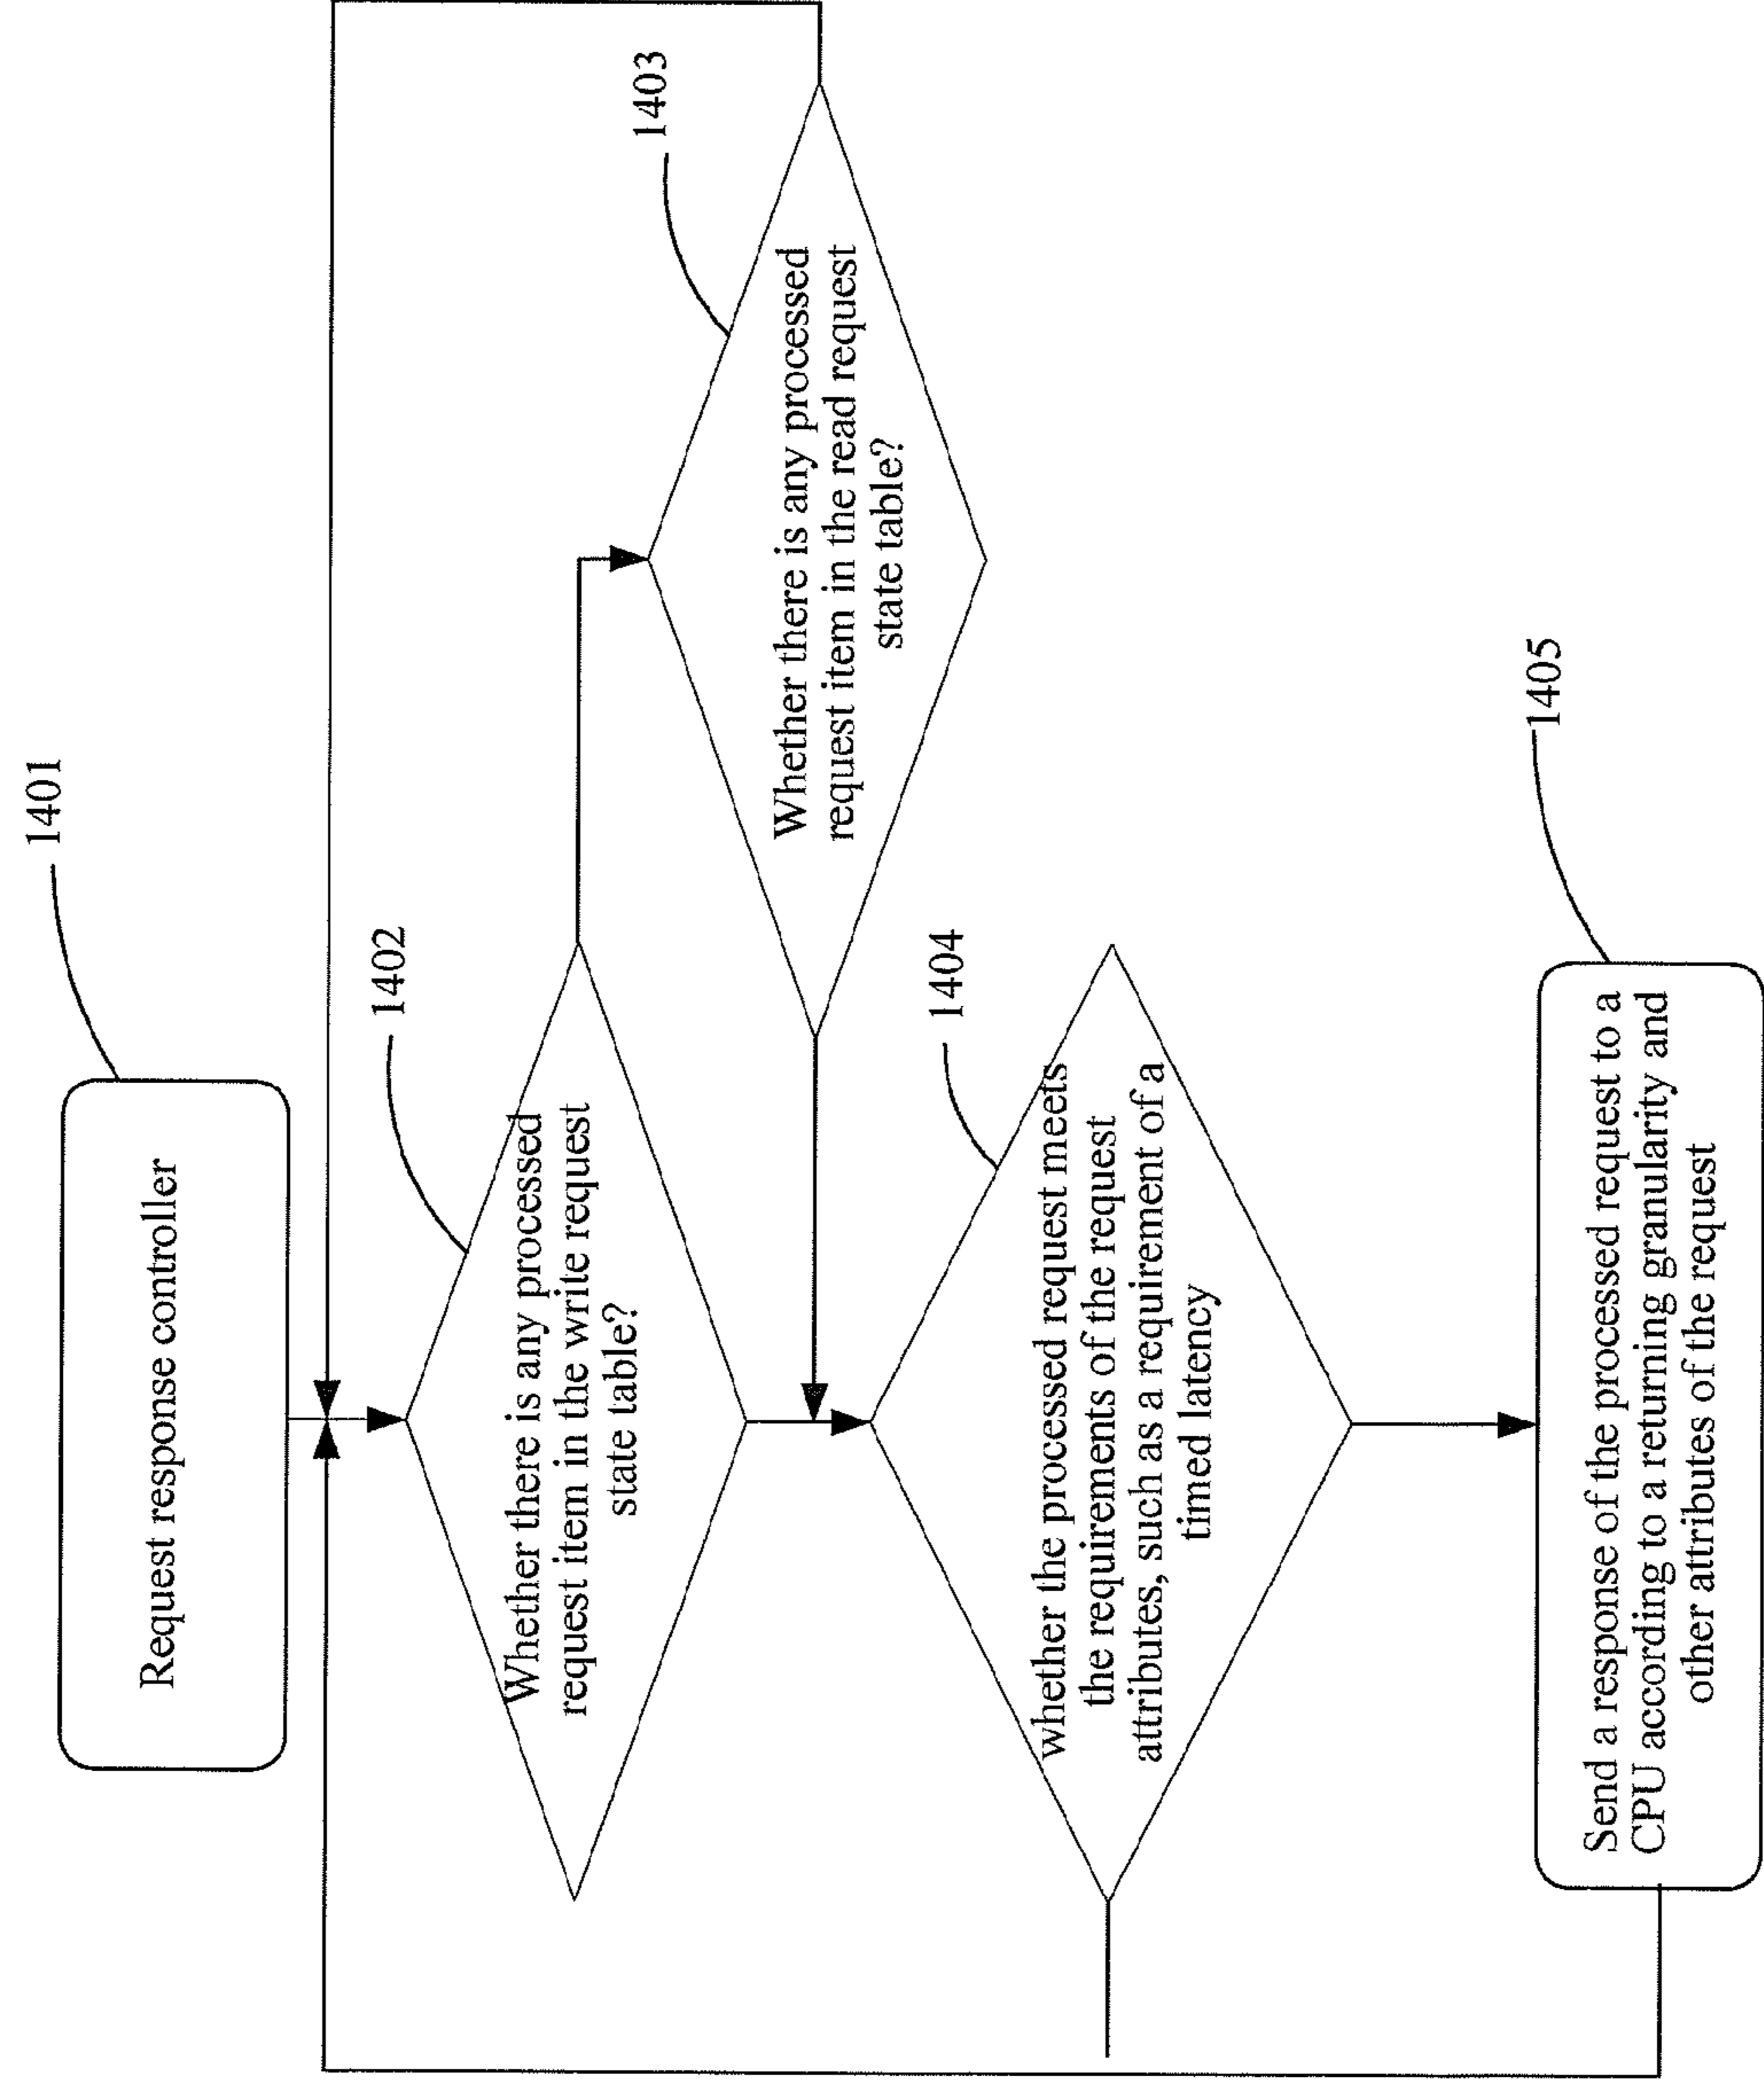 1401
Request response controller
1402
Whether there is any processed
request item in the write request
state table?
1403
Whether there is any processed
request item in the read request
state table?
1404
whether the processed request meets
the requirements of the request
attributes, such as a requirement of a
timed latency
1405
Send a response of the processed request to a
CPU according to a returning granularity and
other attributes of the request